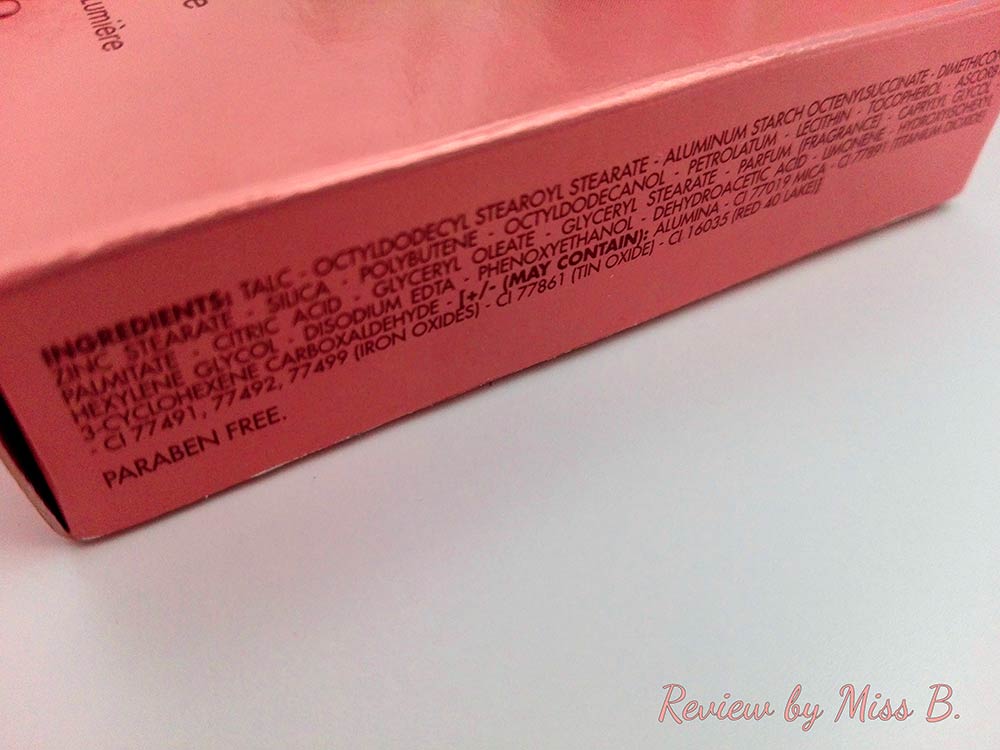 Lumière
INGREDIENTS: TALC - OCTYLDODECYL STEAROYL STEARATE - ALUMINUM STARCH OCTENYLSUCCINATE - DIMETHICON
ZINC STEARATE - SILICA - POLYBUTENE - OCTYLDODECANOL - PETROLATUM - LECITHIN - TOCOPHEROL - ASCORB
PALMITATE - CITRIC ACID - GLYCERYL OLEATE - GLYCERYL STEARATE - PARFUM (FRAGRANCE) - CAPRYLYL GLYCOL -
HEXYLENE GLYCOL - DISODIUM EDTA - PHENOXYETHANOL - DEHYDROACETIC ACID - LIMONENE - HYDROXYISOHEXYL
3-CYCLOHEXENE CARBOXALDEHYDE - [+/- (MAY CONTAIN): ALUMINA - CI 77019 MICA - CI 77891 TITANIUM DIOXIDE)
- CI 77491, 77492, 77499 (IRON OXIDES) - CI 77861 (TIN OXIDE) - CI 16035 (RED 40 LAKE)]
PARABEN FREE.
Review by Miss B.